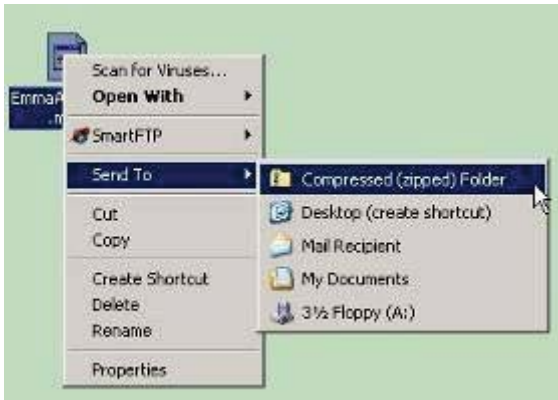 Scan for Viruses...
Open With
SmartFTP
Send To
Cut
Copy
Create Shortcut
Delete
Rename
Properties
Compressed (zipped) Folder
Desktop (create shortcut)
Mail Recipient
My Documents
3½ Floppy (A:)